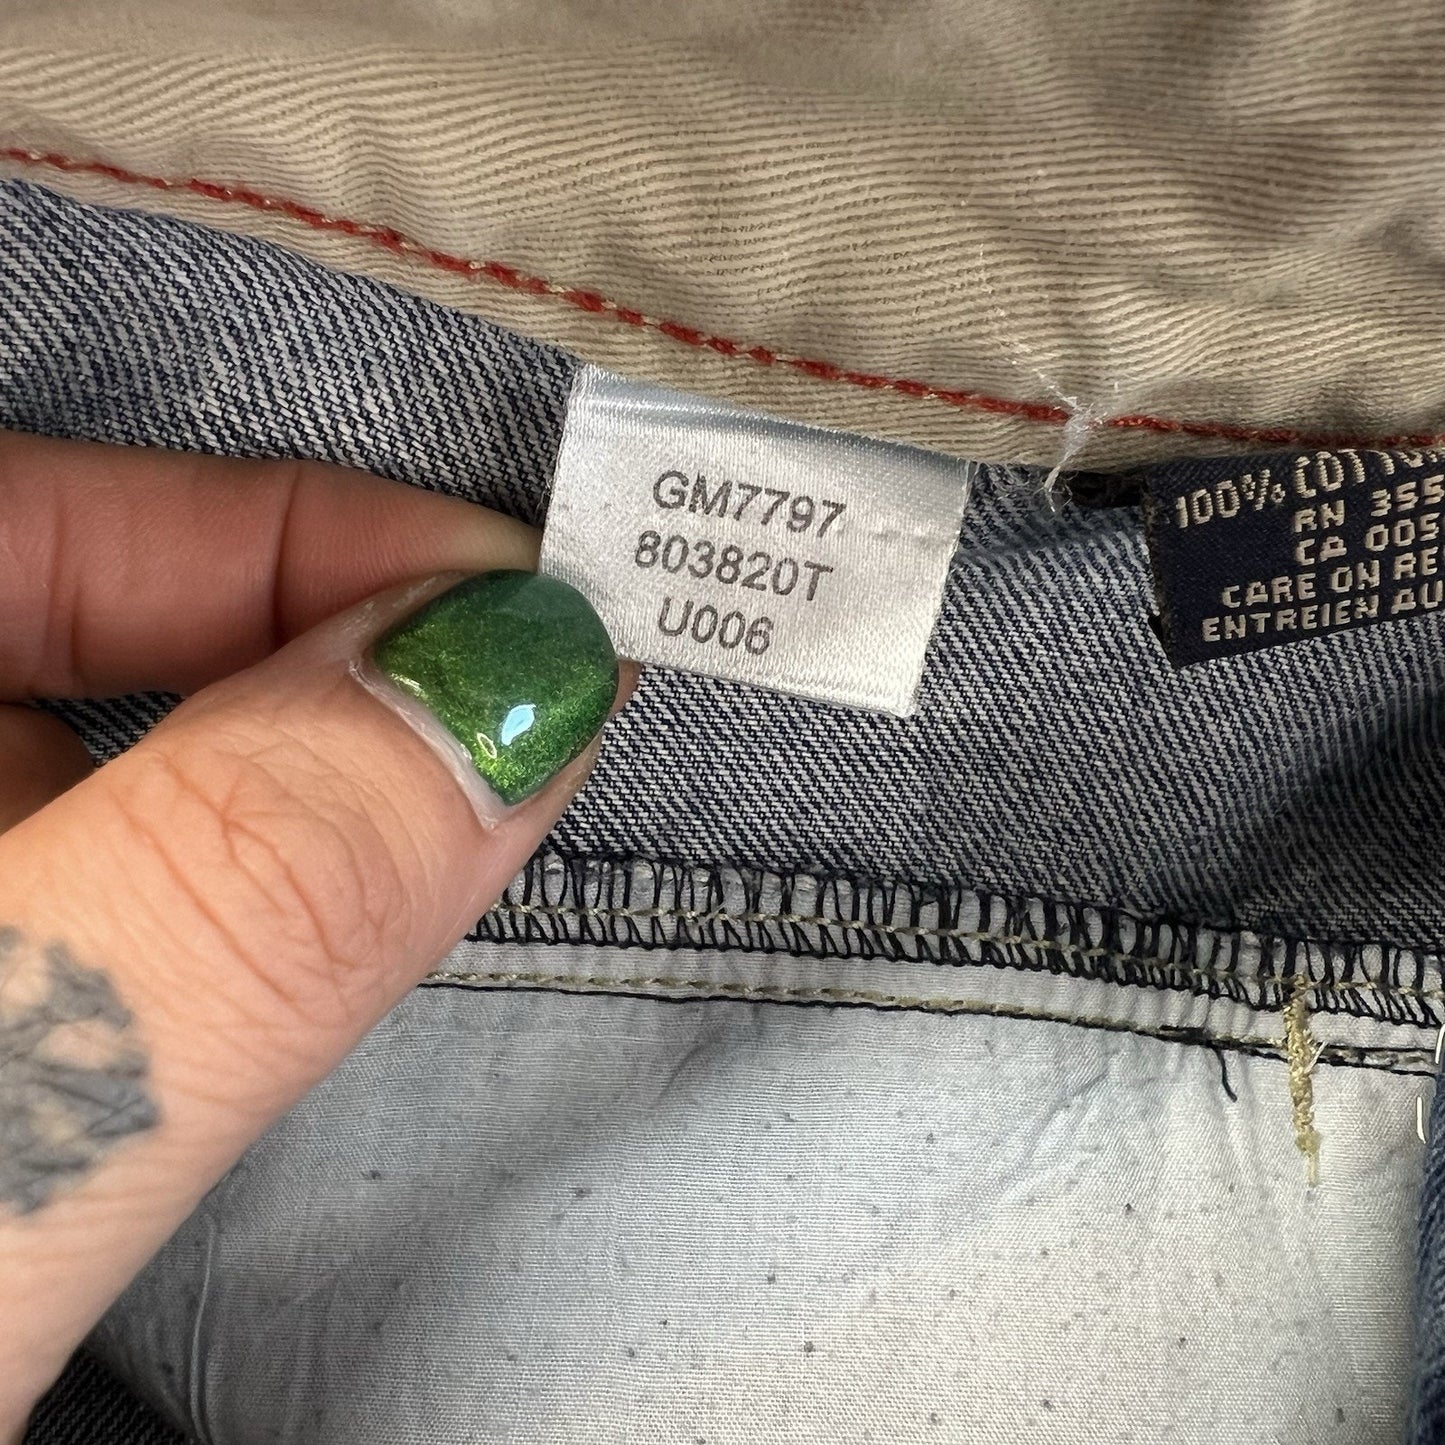 GM7797
803820T
U006
100% COTTON
RN 355
CA 005
CARE ON RE
ENTREIEN AU